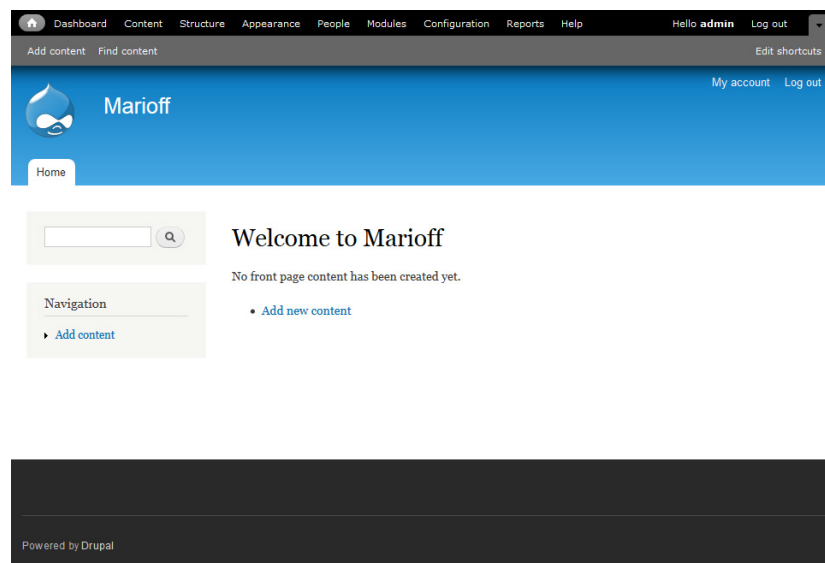 Dashboard Content Structure Appearance People Modules Configuration Reports Help Hello admin Log out
Add content Find content Edit shortcuts
My account Log out
Marioff
Home
Welcome to Marioff
No front page content has been created yet.
Navigation
Add new content
Add content
Powered by Drupal